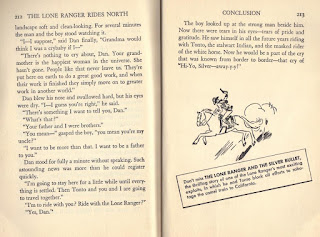 212 THE LONE RANGER RIDES NORTH
landscape soft and clean-looking. For several minutes
the man and the boy stood watching it.
"I—I suppose," said Dan finally, "Grandma would
think I was a crybaby if I—"
"There's nothing to cry about, Dan. Your grand-
mother is the happiest woman in the universe. She
hasn't gone. People like that never leave us. They're
put here on earth to do a great good work, and when
their work is finished they simply move on to greater
work in another world."
Dan blew his nose and swallowed hard, but his eyes
were dry. "I—I guess you're right," he said.
"There's something I want to tell you, Dan."
"What's that?"
"Your father and I were brothers."
"You mean—" gasped the boy, "you mean you're my
uncle?"
"I want to be more than that. I want to be a father
to you."
Dan stood for fully a minute without speaking. Such
astounding news was more than he could register
quickly.
"I'm going to stay here for a little while until every-
thing is settled. Then Tonto and you and I are going
to travel together."
"I'm to ride with you? Ride with the Lone Ranger?"
"Yes, Dan."
CONCLUSION 213
The boy looked up at the strong man beside him.
Now there were tears in his eyes—tears of pride and
gratitude. He saw himself in all the future years riding
with Tonto, the stalwart Indian, and the masked rider
of the white horse. Now he would be a part of the cry
that was known from border to border—that cry of
"Hi-Yo, Silver—away-y-y!"
Don't miss THE LONE RANGER AND THE SILVER BULLET,
the thrilling story of one of the Lone Ranger's most exciting
exploits, in which he and Tonto block all efforts to sabo-
tage the camel train to California.